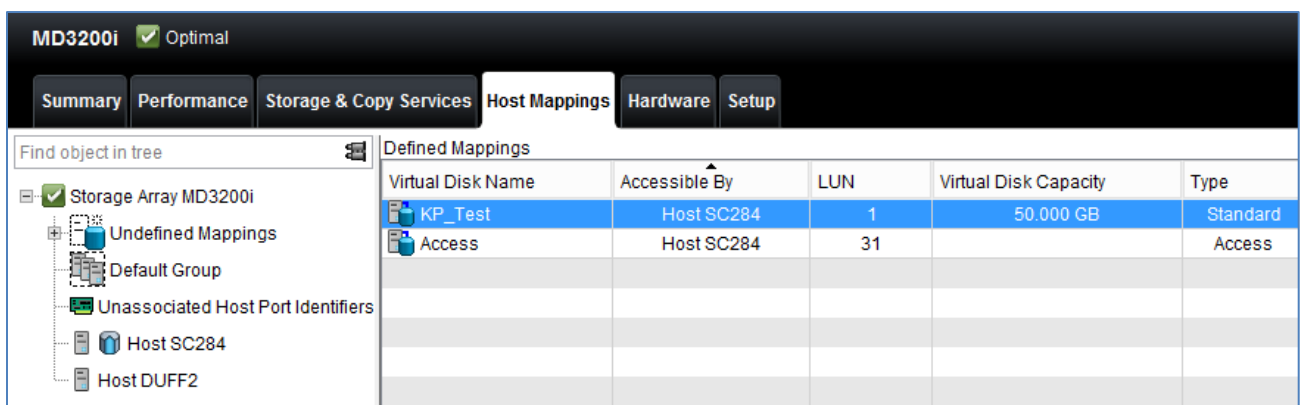 MD3200i Optimal
Summary Performance Storage & Copy Services Host Mappings Hardware Setup
Find object in tree
Storage Array MD3200i
Undefined Mappings
Default Group
Unassociated Host Port Identifiers
Host SC284
Host DUFF2
Defined Mappings
Virtual Disk Name Accessible By LUN Virtual Disk Capacity Type
KP_Test Host SC284 1 50.000 GB Standard
Access Host SC284 31 Access